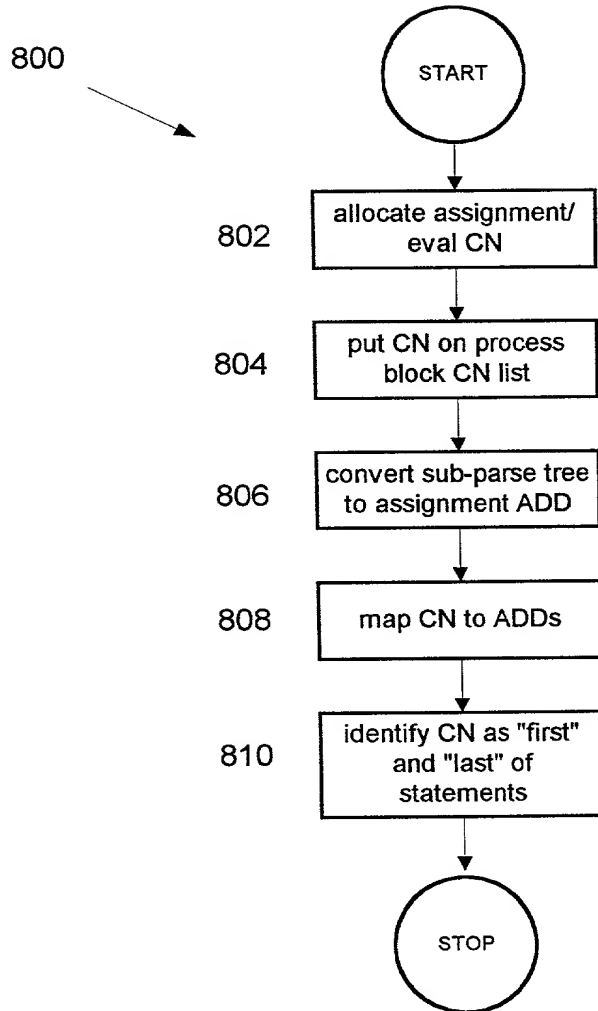 800
START
802
allocate assignment/
eval CN
804
put CN on process
block CN list
806
convert sub-parse tree
to assignment ADD
808
map CN to ADDs
810
identify CN as "first"
and "last" of
statements
STOP